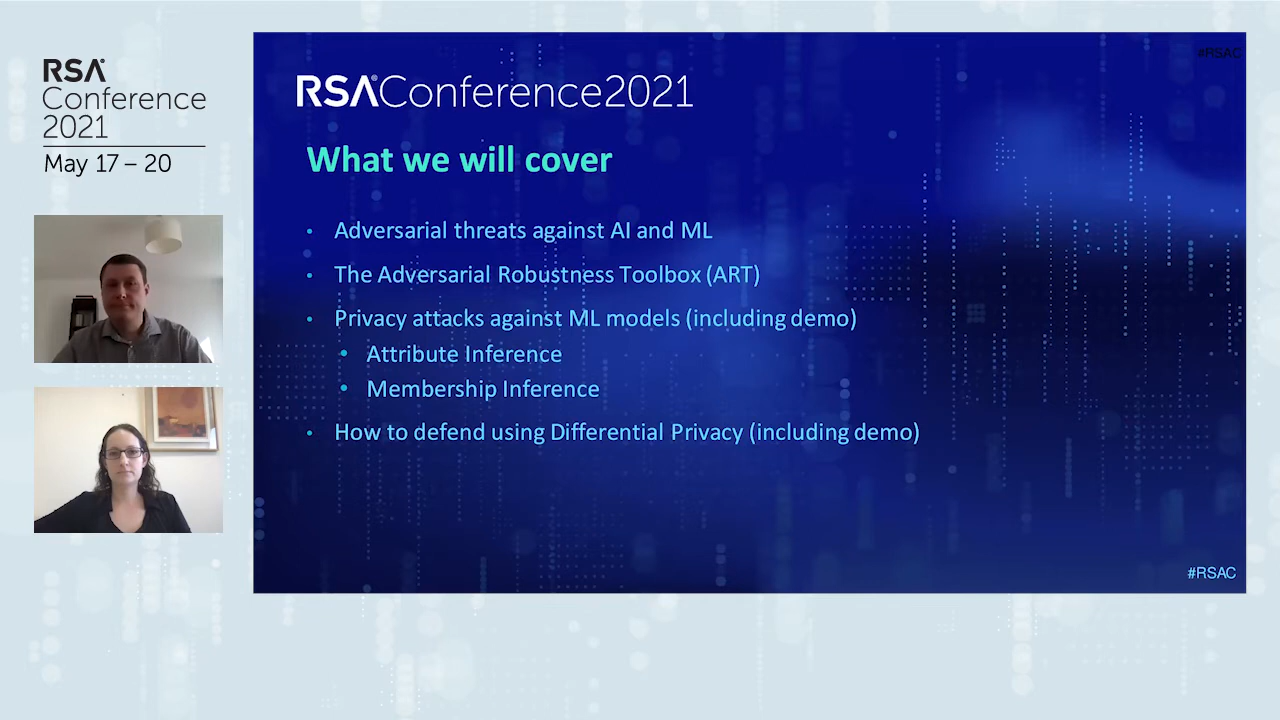 RSA
Conference
2021
May 17 – 20
#RSAC
RSAConference2021
What we will cover
• Adversarial threats against AI and ML
• The Adversarial Robustness Toolbox (ART)
• Privacy attacks against ML models (including demo)
• Attribute Inference
• Membership Inference
• How to defend using Differential Privacy (including demo)
#RSAC